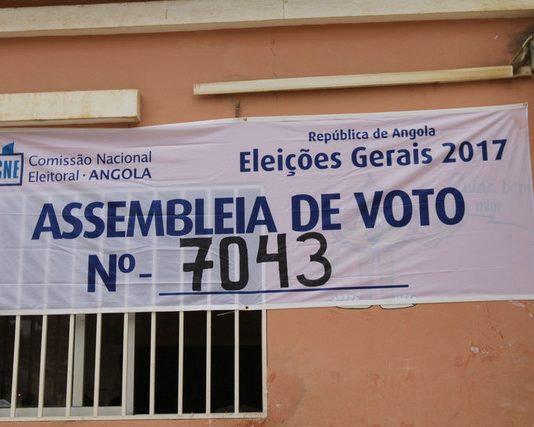 CNE
Comissão Nacional
Eleitoral · ANGOLA
República de Angola
Eleições Gerais 2017
ASSEMBLEIA DE VOTO
Nº - 7043